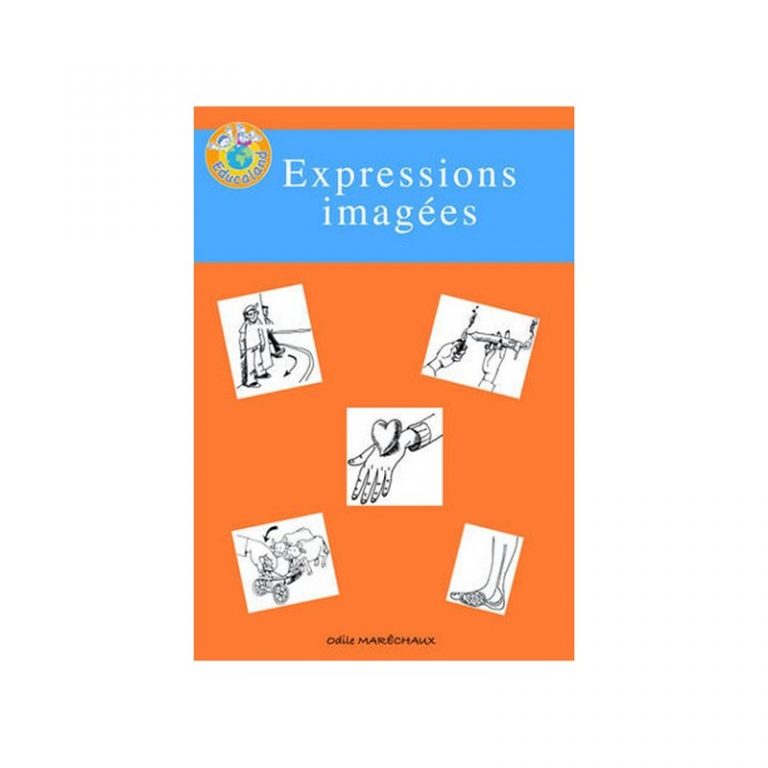 Educaland
Expressions
imagées
Odile MARÉCHAUX